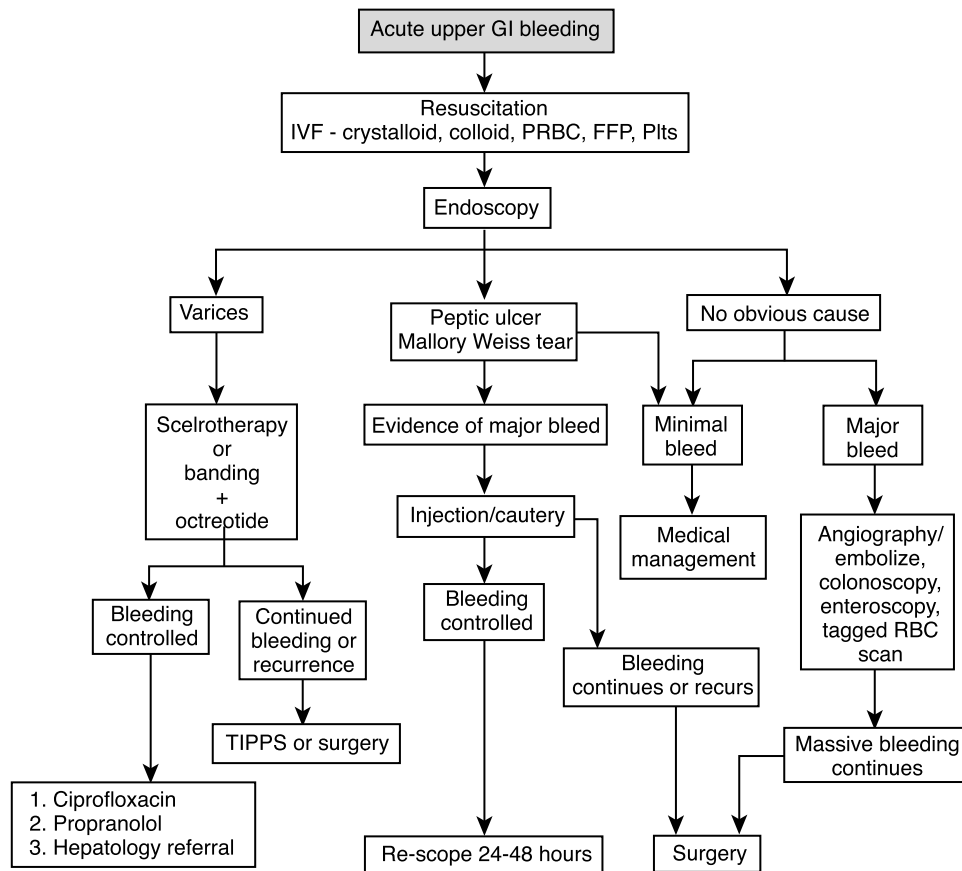 Acute upper GI bleeding
Resuscitation
IVF - crystalloid, colloid, PRBC, FFP, Plts
Endoscopy
Varices
Peptic ulcer
Mallory Weiss tear
No obvious cause
Scelrotherapy
or
banding
+
octreotide
Evidence of major bleed
Minimal
bleed
Major
bleed
Injection/cautery
Medical
management
Angiography/
embolize,
colonoscopy,
enteroscopy,
tagged RBC
scan
Bleeding
controlled
Continued
bleeding or
recurrence
Bleeding
controlled
Bleeding
continues or recurs
TIPPS or surgery
Massive bleeding
continues
1. Ciprofloxacin
2. Propranolol
3. Hepatology referral
Re-scope 24-48 hours
Surgery